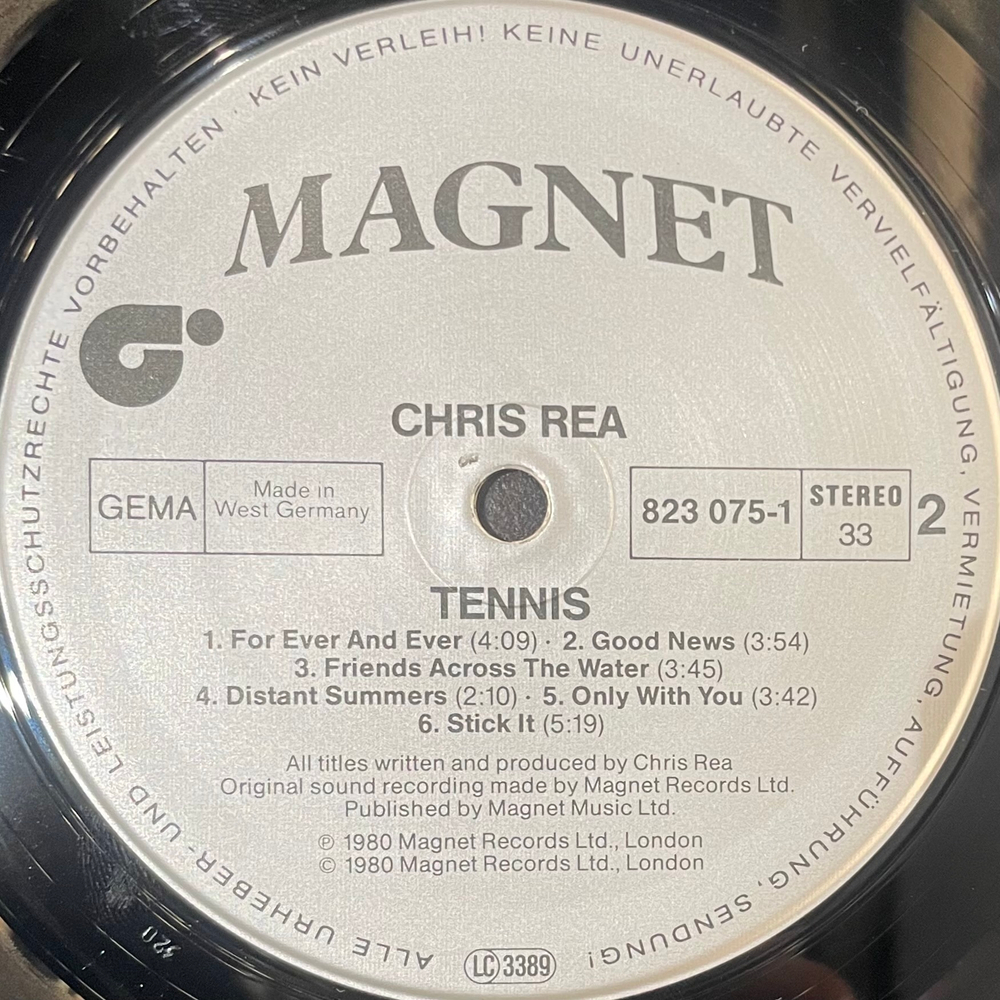 ALLE URHEBER- UND LEISTUNGSSCHUTZRECHTE VORBEHALTEN · KEIN VERLEIH! KEINE UNERLAUBTE VERVIELFÄLTIGUNG, VERMIETUNG, AUFFÜHRUNG, SENDUNG!
MAGNET
CHRIS REA
GEMA
Made in
West Germany
823 075-1
STEREO
33
2
TENNIS
1. For Ever And Ever (4:09) · 2. Good News (3:54)
3. Friends Across The Water (3:45)
4. Distant Summers (2:10) · 5. Only With You (3:42)
6. Stick It (5:19)
All titles written and produced by Chris Rea
Original sound recording made by Magnet Records Ltd.
Published by Magnet Music Ltd.
℗ 1980 Magnet Records Ltd., London
© 1980 Magnet Records Ltd., London
LC 3389
320